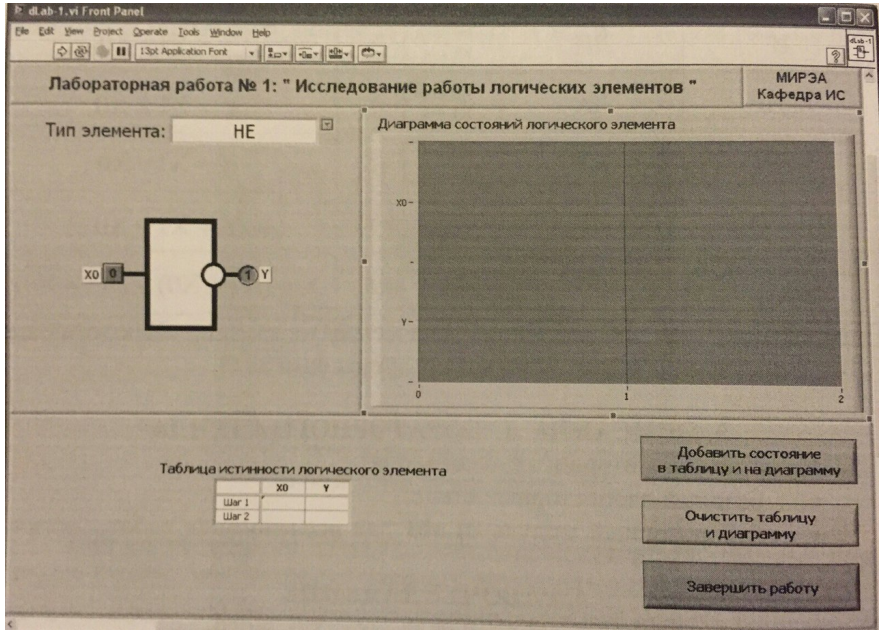 dLab-1.vi Front Panel
File Edit View Project Operate Tools Window Help
13pt Application Font
dLab-1
Лабораторная работа № 1: " Исследование работы логических элементов "
МИРЭА
Кафедра ИС
Тип элемента: НЕ
Диаграмма состояний логического элемента
X0
X0 0 1 Y
Y
0 1 2
Таблица истинности логического элемента
X0 Y
Шаг 1
Шаг 2
Добавить состояние
в таблицу и на диаграмму
Очистить таблицу
и диаграмму
Завершить работу